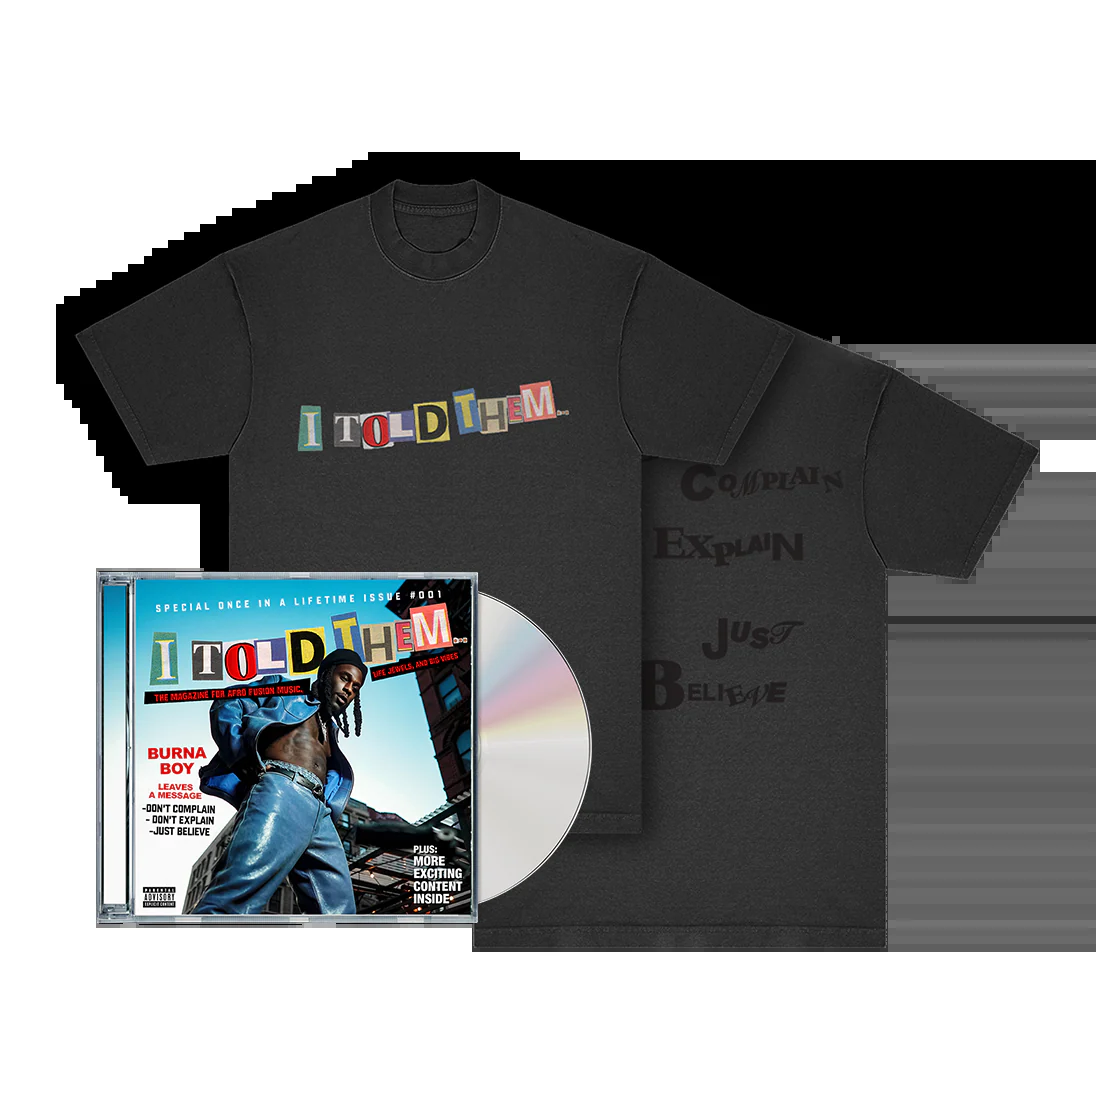 I TOLD THEM...
COMPLAIN
EXPLAIN
JUST
BELIEVE
SPECIAL ONCE IN A LIFETIME ISSUE #001
I TOLD THEM...
THE MAGAZINE FOR AFRO FUSION MUSIC.
LIFE JEWELS, AND BIG VIBES
BURNA
BOY
LEAVES
A MESSAGE
-DON'T COMPLAIN
- DON'T EXPLAIN
-JUST BELIEVE
PLUS:
MORE
EXCITING
CONTENT
INSIDE
PARENTAL
ADVISORY
EXPLICIT CONTENT